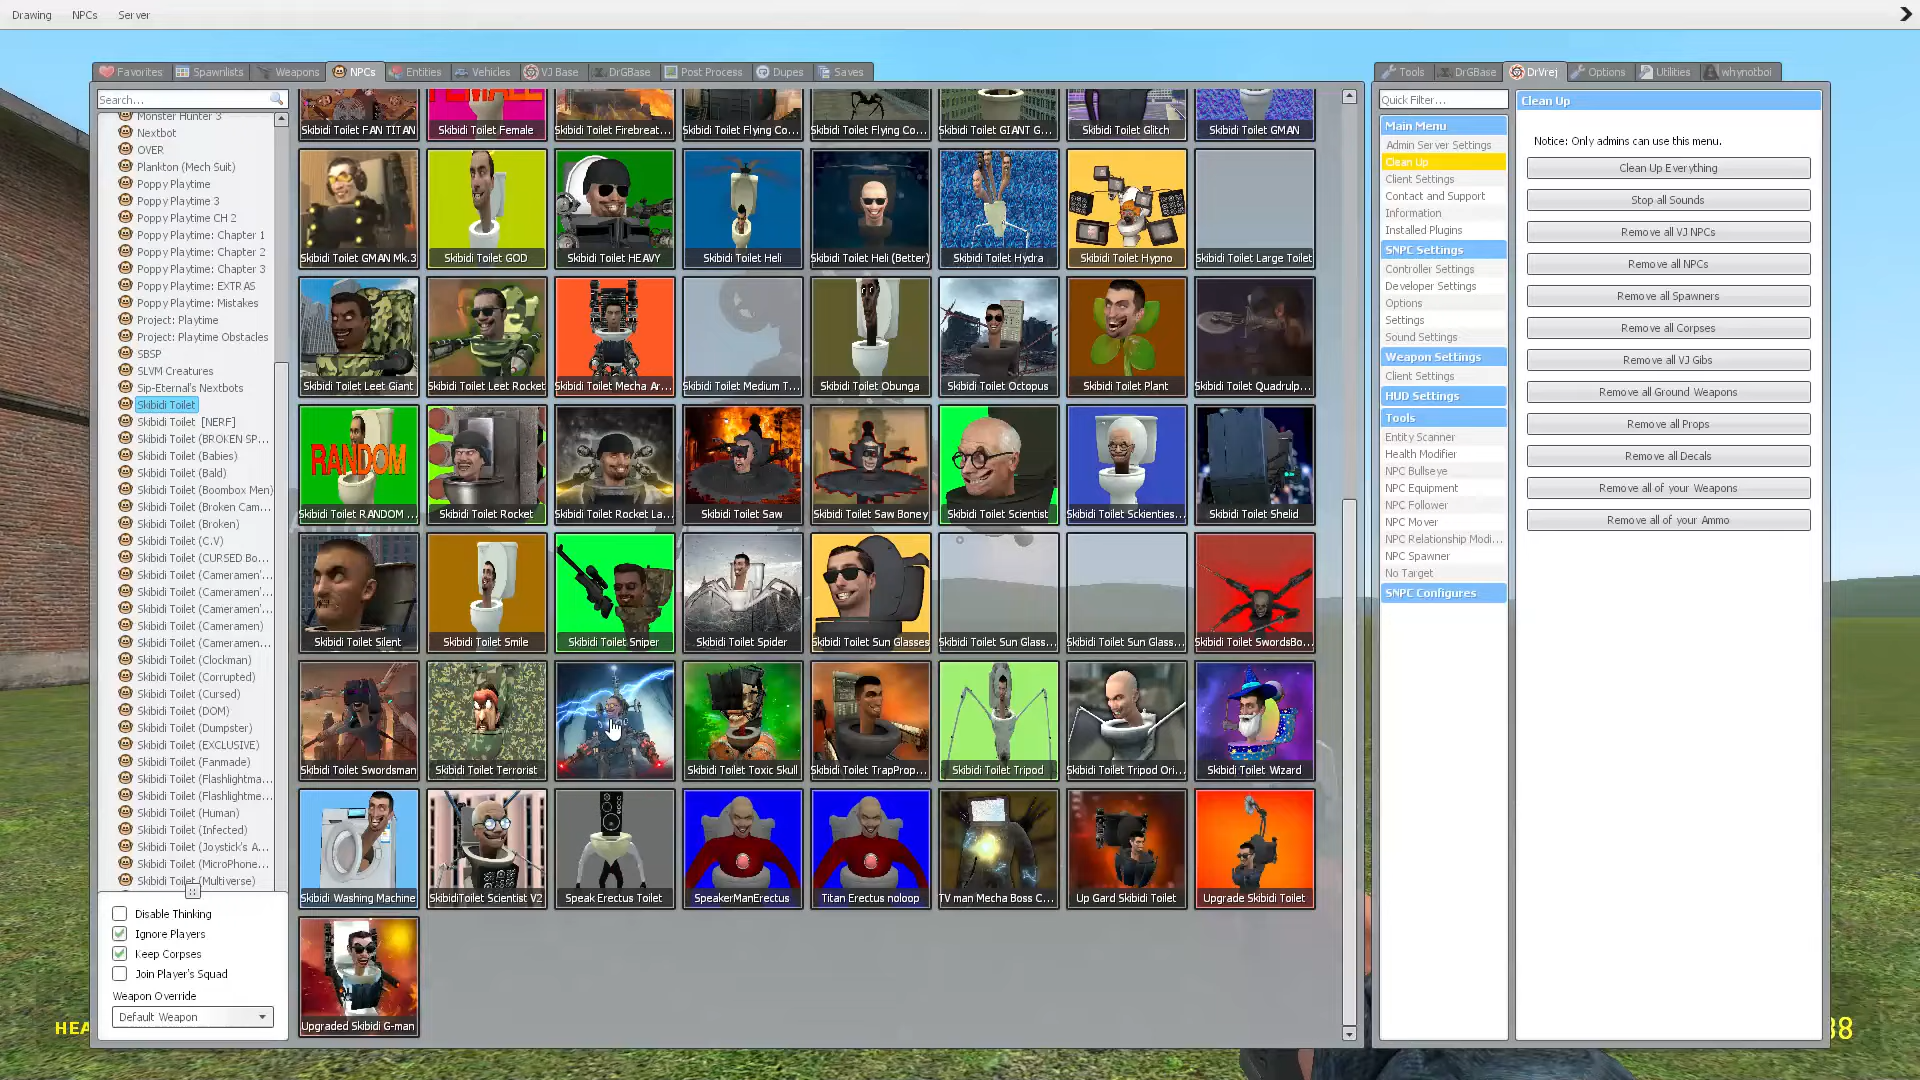 Drawing NPCs Server
Favorites Spawnlists Weapons NPCs Entities Vehicles VJ Base DrGBase Post Process Dupes Saves
Tools DrGBase DrVrej Options Utilities whynotboi
Search...
Monster Hunter 3
Nextbot
OVER
Plankton (Mech Suit)
Poppy Playtime
Poppy Playtime 3
Poppy Playtime CH 2
Poppy Playtime: Chapter 1
Poppy Playtime: Chapter 2
Poppy Playtime: Chapter 3
Poppy Playtime: EXTRAS
Poppy Playtime: Mistakes
Project: Playtime
Project: Playtime Obstacles
SBSP
SLVM Creatures
Sip-Eternal's Nextbots
Skibidi Toilet
Skibidi Toilet [NERF]
Skibidi Toilet (BROKEN SP...
Skibidi Toilet (Babies)
Skibidi Toilet (Bald)
Skibidi Toilet (Boombox Men)
Skibidi Toilet (Broken Cam...
Skibidi Toilet (Broken)
Skibidi Toilet (C.V)
Skibidi Toilet (CURSED Bo...
Skibidi Toilet (Cameramen'...
Skibidi Toilet (Cameramen'...
Skibidi Toilet (Cameramen'...
Skibidi Toilet (Cameramen)
Skibidi Toilet (Cameramen...
Skibidi Toilet (Clockman)
Skibidi Toilet (Corrupted)
Skibidi Toilet (Cursed)
Skibidi Toilet (DOM)
Skibidi Toilet (Dumpster)
Skibidi Toilet (EXCLUSIVE)
Skibidi Toilet (Fanmade)
Skibidi Toilet (Flashlightma...
Skibidi Toilet (Flashlightme...
Skibidi Toilet (Human)
Skibidi Toilet (Infected)
Skibidi Toilet (Joystick's A...
Skibidi Toilet (MicroPhone...
Skibidi Toilet (Multiverse)
Disable Thinking
Ignore Players
Keep Corpses
Join Player's Squad
Weapon Override
Default Weapon
Skibidi Toilet FAN TITAN Skibidi Toilet Female Skibidi Toilet Firebreat... Skibidi Toilet Flying Co... Skibidi Toilet Flying Co... Skibidi Toilet GIANT G... Skibidi Toilet Glitch Skibidi Toilet GMAN
Skibidi Toilet GMAN Mk.3 Skibidi Toilet GOD Skibidi Toilet HEAVY Skibidi Toilet Heli Skibidi Toilet Heli (Better) Skibidi Toilet Hydra Skibidi Toilet Hypno Skibidi Toilet Large Toilet
Skibidi Toilet Leet Giant Skibidi Toilet Leet Rocket Skibidi Toilet Mecha Ar... Skibidi Toilet Medium T... Skibidi Toilet Obunga Skibidi Toilet Octopus Skibidi Toilet Plant Skibidi Toilet Quadrulp...
RANDOM
Skibidi Toilet RANDOM ... Skibidi Toilet Rocket Skibidi Toilet Rocket La... Skibidi Toilet Saw Skibidi Toilet Saw Boney Skibidi Toilet Scientist Skibidi Toilet Sckienties... Skibidi Toilet Shelid
Skibidi Toilet Silent Skibidi Toilet Smile Skibidi Toilet Sniper Skibidi Toilet Spider Skibidi Toilet Sun Glasses Skibidi Toilet Sun Glass... Skibidi Toilet Sun Glass... Skibidi Toilet SwordsBo...
Skibidi Toilet Swordsman Skibidi Toilet Terrorist Skibidi Toilet Toxic Skull Skibidi Toilet TrapProp... Skibidi Toilet Tripod Skibidi Toilet Tripod Ori... Skibidi Toilet Wizard
Skibidi Washing Machine SkibidiToilet Scientist V2 Speak Erectus Toilet SpeakerManErectus Titan Erectus noloop TV man Mecha Boss C... Up Gard Skibidi Toilet Upgrade Skibidi Toilet
Upgraded Skibidi G-man
Quick Filter...
Main Menu
Admin Server Settings
Clean Up
Client Settings
Contact and Support
Information
Installed Plugins
SNPC Settings
Controller Settings
Developer Settings
Options
Settings
Sound Settings
Weapon Settings
Client Settings
HUD Settings
Tools
Entity Scanner
Health Modifier
NPC Bullseye
NPC Equipment
NPC Follower
NPC Mover
NPC Relationship Modi...
NPC Spawner
No Target
SNPC Configures
Clean Up
Notice: Only admins can use this menu.
Clean Up Everything
Stop all Sounds
Remove all VJ NPCs
Remove all NPCs
Remove all Spawners
Remove all Corpses
Remove all VJ Gibs
Remove all Ground Weapons
Remove all Props
Remove all Decals
Remove all of your Weapons
Remove all of your Ammo